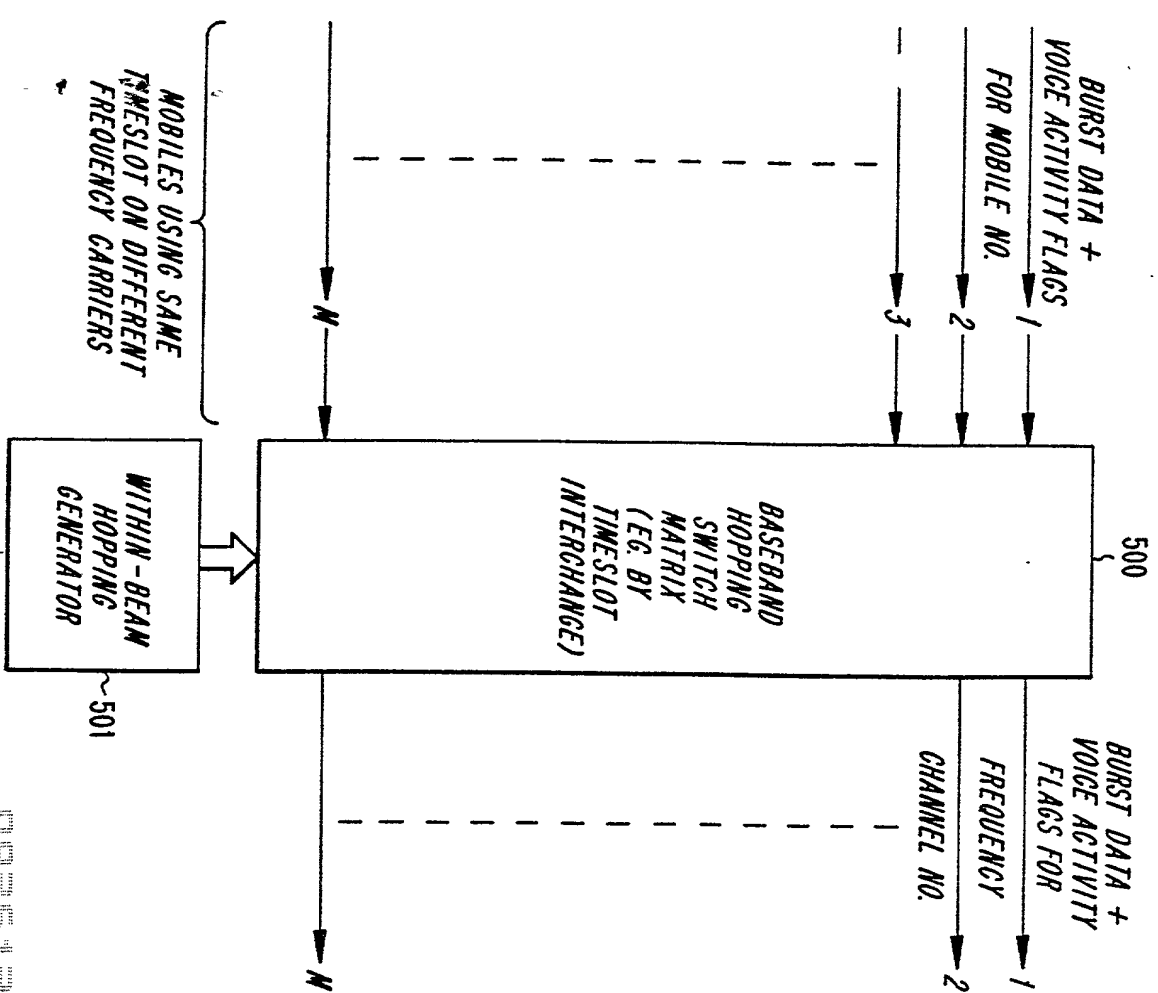 BURST DATA +
VOICE ACTIVITY FLAGS
FOR MOBILE NO.
1
2
3
N
MOBILES USING SAME
TIMESLOT ON DIFFERENT
FREQUENCY CARRIERS
500
BASEBAND
HOPPING
SWITCH
MATRIX
(EG. BY
TIMESLOT
INTERCHANGE)
WITHIN-BEAM
HOPPING
GENERATOR
501
BURST DATA +
VOICE ACTIVITY
FLAGS FOR
FREQUENCY
CHANNEL NO.
1
2
N